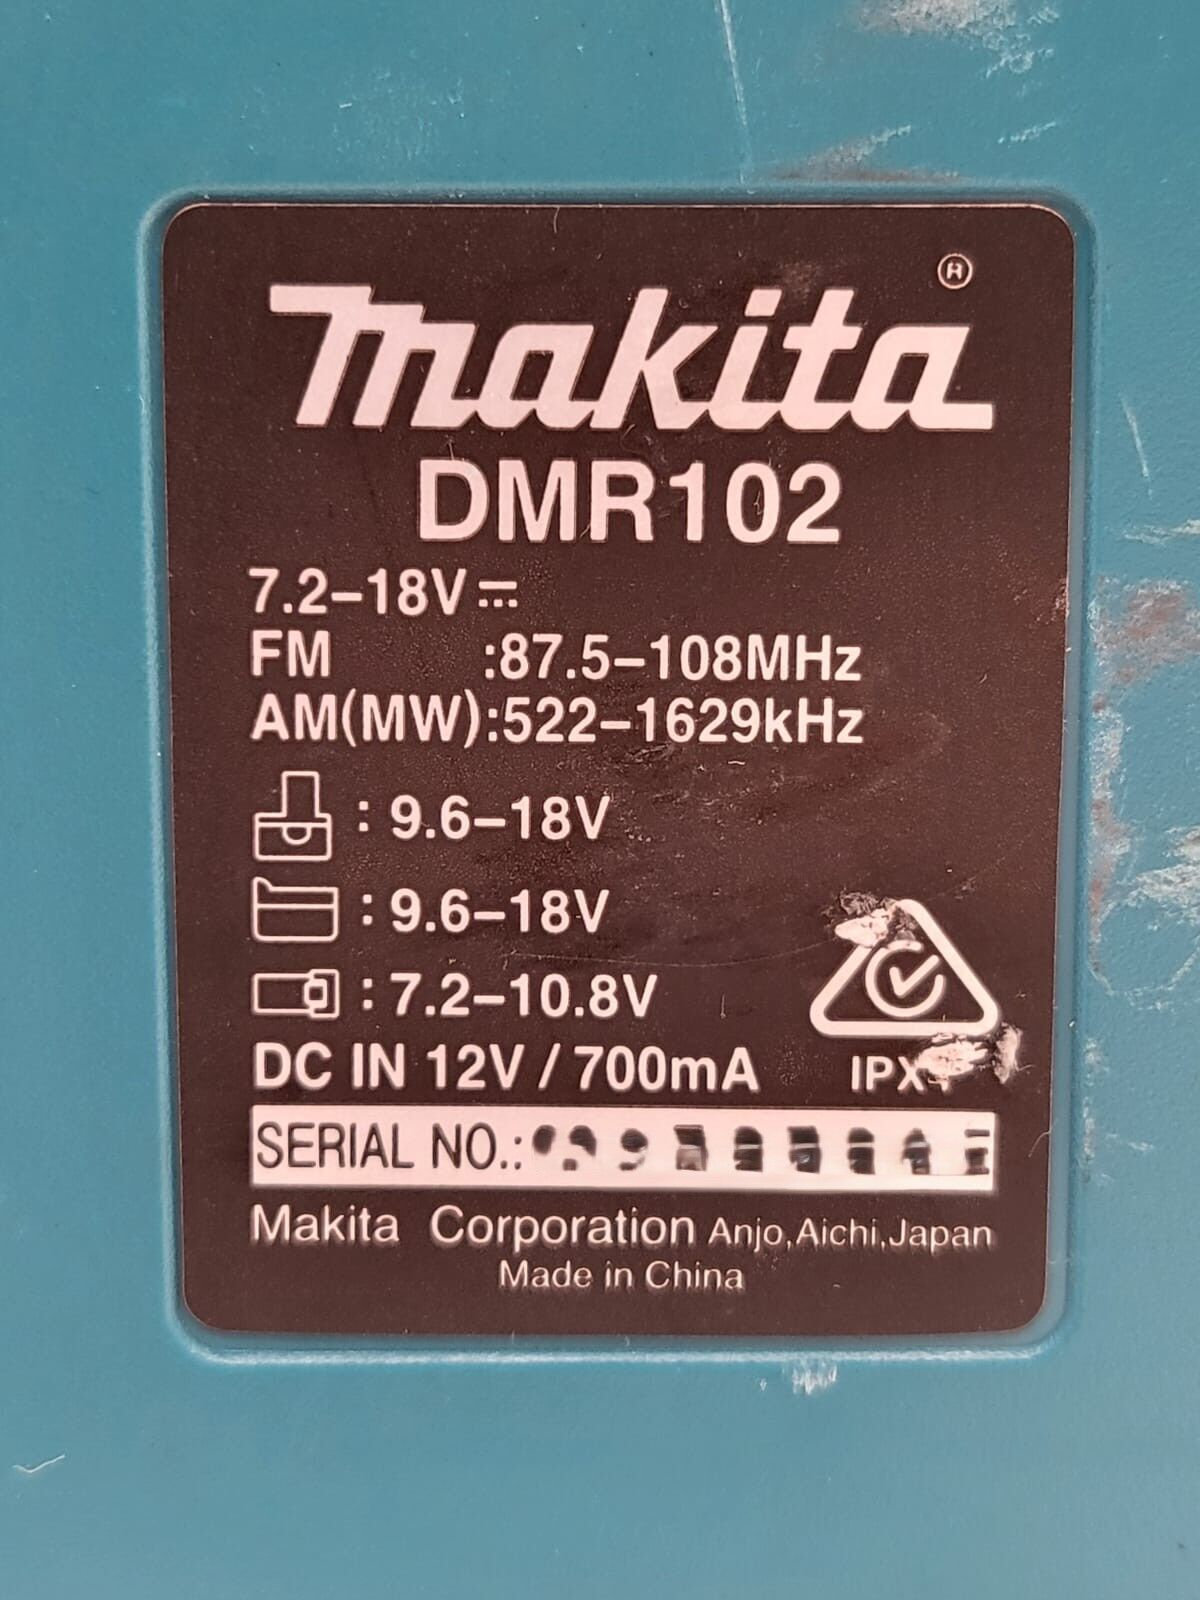 makita®
DMR102
7.2–18V⎓
FM :87.5–108MHz
AM(MW):522–1629kHz
: 9.6–18V
: 9.6–18V
: 7.2–10.8V
DC IN 12V / 700mA
SERIAL NO.:
Makita Corporation Anjo,Aichi,Japan
Made in China